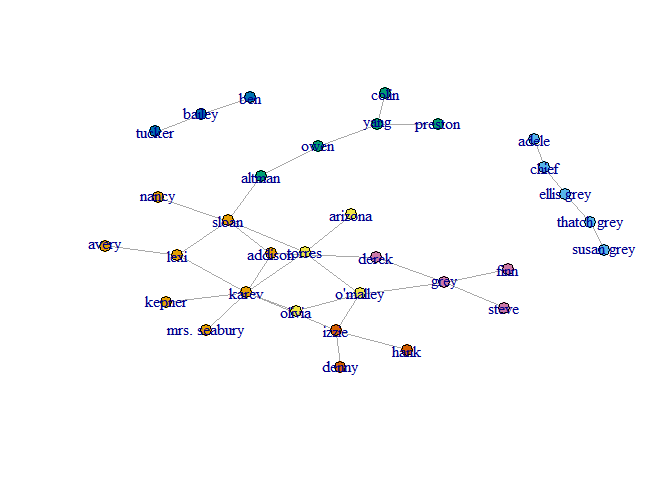 colin
ben
bailey
yang
preston
tucker
adele
owen
chief
altman
nancy
ellis grey
arizona
sloan
thatch grey
avery
susan grey
lexi
addison
torres
derek
finn
grey
karev
o'malley
kepner
steve
olivia
mrs. seabury
izzie
hank
denny